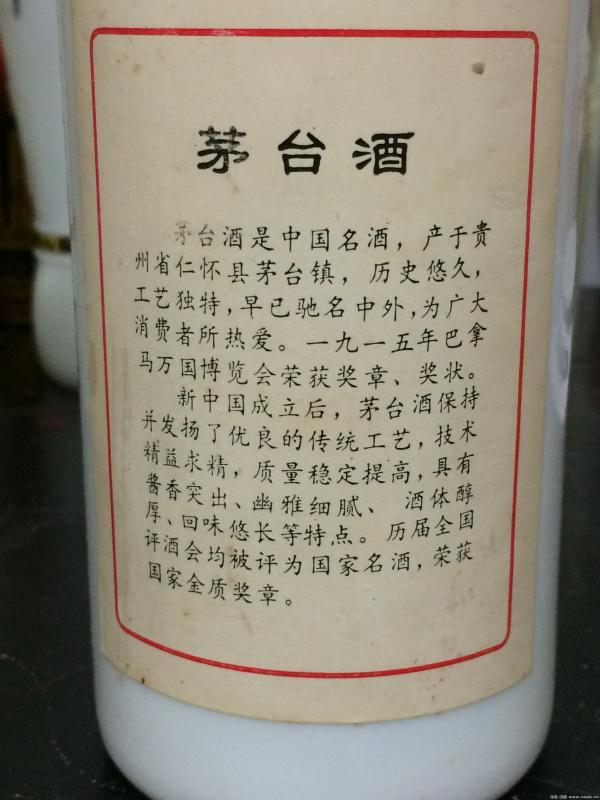 茅台酒
茅台酒是中国名酒，产于贵
州省仁怀县茅台镇，历史悠久，
工艺独特，早已驰名中外，为广大
消费者所热爱。一九一五年巴拿
马万国博览会荣获奖章、奖状。
新中国成立后，茅台酒保持
并发扬了优良的传统工艺，技术
精益求精，质量稳定提高，具有
酱香突出、幽雅细腻、酒体醇
厚、回味悠长等特点。历届全国
评酒会均被评为国家名酒，荣获
国家金质奖章。